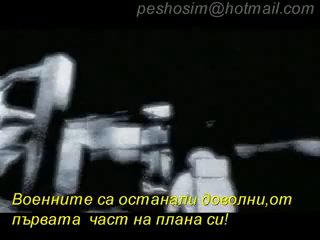 peshosim@hotmail.com
Военните са останали доволни,от
първата част на плана си!